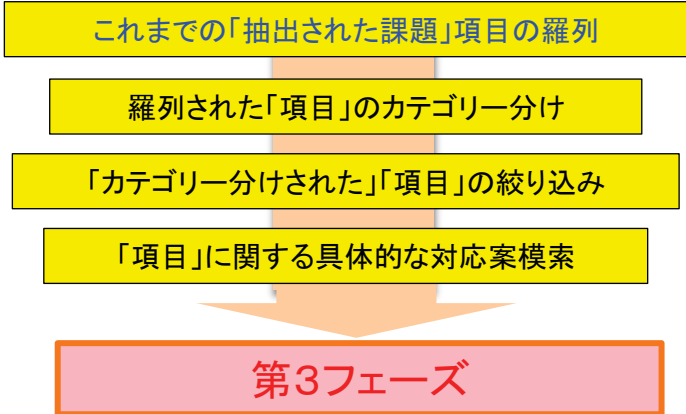 これまでの「抽出された課題」項目の羅列
羅列された「項目」のカテゴリー分け
「カテゴリー分けされた」「項目」の絞り込み
「項目」に関する具体的な対応案模索
第3フェーズ